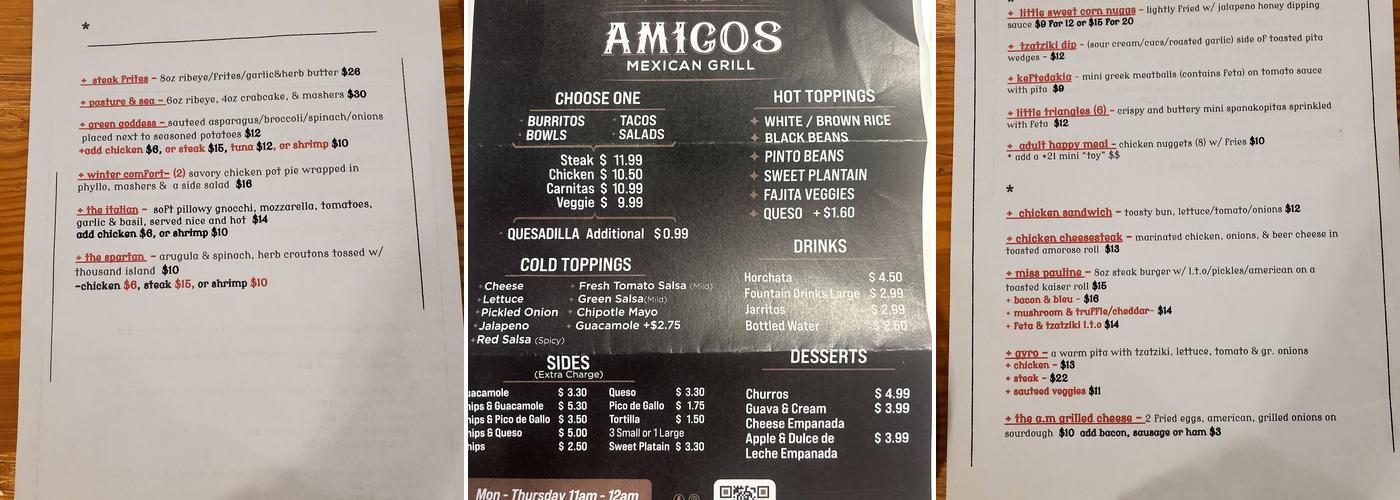 *
+ steak frites - 8oz ribeye/frites/garlic&herb butter $26
+ pasture & sea - 6oz ribeye, 4oz crabcake, & mashers $30
+ green goddess - sauteed asparagus/broccoli/spinach/onions
placed next to seasoned potatoes $12
+add chicken $6, or steak $15, tuna $12, or shrimp $10
+ winter comfort- (2) savory chicken pot pie wrapped in
phyllo, mashers & a side salad $16
+ the italian - soft pillowy gnocchi, mozzarella, tomatoes,
garlic & basil, served nice and hot $14
add chicken $6, or shrimp $10
+ the spartan - arugula & spinach, herb croutons tossed w/
thousand island $10
-chicken $6, steak $15, or shrimp $10
AMIGOS
MEXICAN GRILL
CHOOSE ONE
BURRITOS TACOS
BOWLS SALADS
Steak $ 11.99
Chicken $ 10.50
Carnitas $ 10.99
Veggie $ 9.99
QUESADILLA Additional $0.99
COLD TOPPINGS
Cheese Fresh Tomato Salsa (Mild)
Lettuce Green Salsa(Mild)
Pickled Onion Chipotle Mayo
Jalapeno Guacamole +$2.75
Red Salsa (Spicy)
SIDES
(Extra Charge)
uacamole $ 3.30 Queso $ 3.30
hips & Guacamole $ 5.30 Pico de Gallo $ 1.75
hips & Pico de Gallo $ 3.50 Tortilla $ 1.50
hips & Queso $ 5.00 3 Small or 1 Large
hips $ 2.50 Sweet Platain $ 3.30
Mon - Thursday 11am - 12am
HOT TOPPINGS
WHITE / BROWN RICE
BLACK BEANS
PINTO BEANS
SWEET PLANTAIN
FAJITA VEGGIES
QUESO + $1.60
DRINKS
Horchata $ 4.50
Fountain Drinks Large $ 2.99
Jarritos $ 2.99
Bottled Water $ 2.50
DESSERTS
Churros $ 4.99
Guava & Cream $ 3.99
Cheese Empanada
Apple & Dulce de $ 3.99
Leche Empanada
+ little sweet corn nuggs - lightly fried w/ jalapeno honey dipping
sauce $9 for 12 or $15 for 20
+ tzatziki dip - (sour cream/cucs/roasted garlic) side of toasted pita
wedges - $12
+ keftedakia - mini greek meatballs (contains feta) on tomato sauce
with pita $9
+ little triangles (6) - crispy and buttery mini spanakopitas sprinkled
with feta $12
+ adult happy meal - chicken nuggets (8) w/ fries $10
* add a +21 mini "toy" $$
*
+ chicken sandwich - toasty bun, lettuce/tomato/onions $12
+ chicken cheesesteak - marinated chicken, onions, & beer cheese in
toasted amoroso roll $13
+ miss pauline - 8oz steak burger w/ l.t.o/pickles/american on a
toasted kaiser roll $15
+ bacon & bleu - $16
+ mushroom & truffle/cheddar- $14
+ feta & tzatziki l.t.o $14
+ gyro - a warm pita with tzatziki, lettuce, tomato & gr. onions
+ chicken - $13
+ steak - $22
+ sauteed veggies $11
+ the a.m grilled cheese - 2 fried eggs, american, grilled onions on
sourdough $10 add bacon, sausage or ham $3